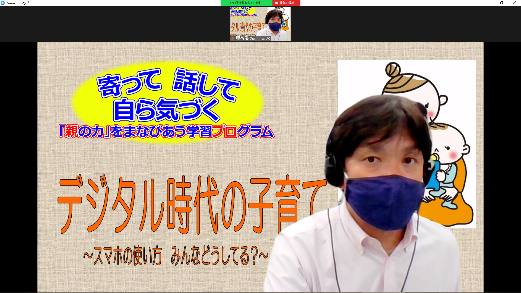 寄って 話して
自ら気づく
「親の力」をまなびあう学習プログラム
デジタル時代の子育て
~スマホの使い方 みんなどうしてる?~